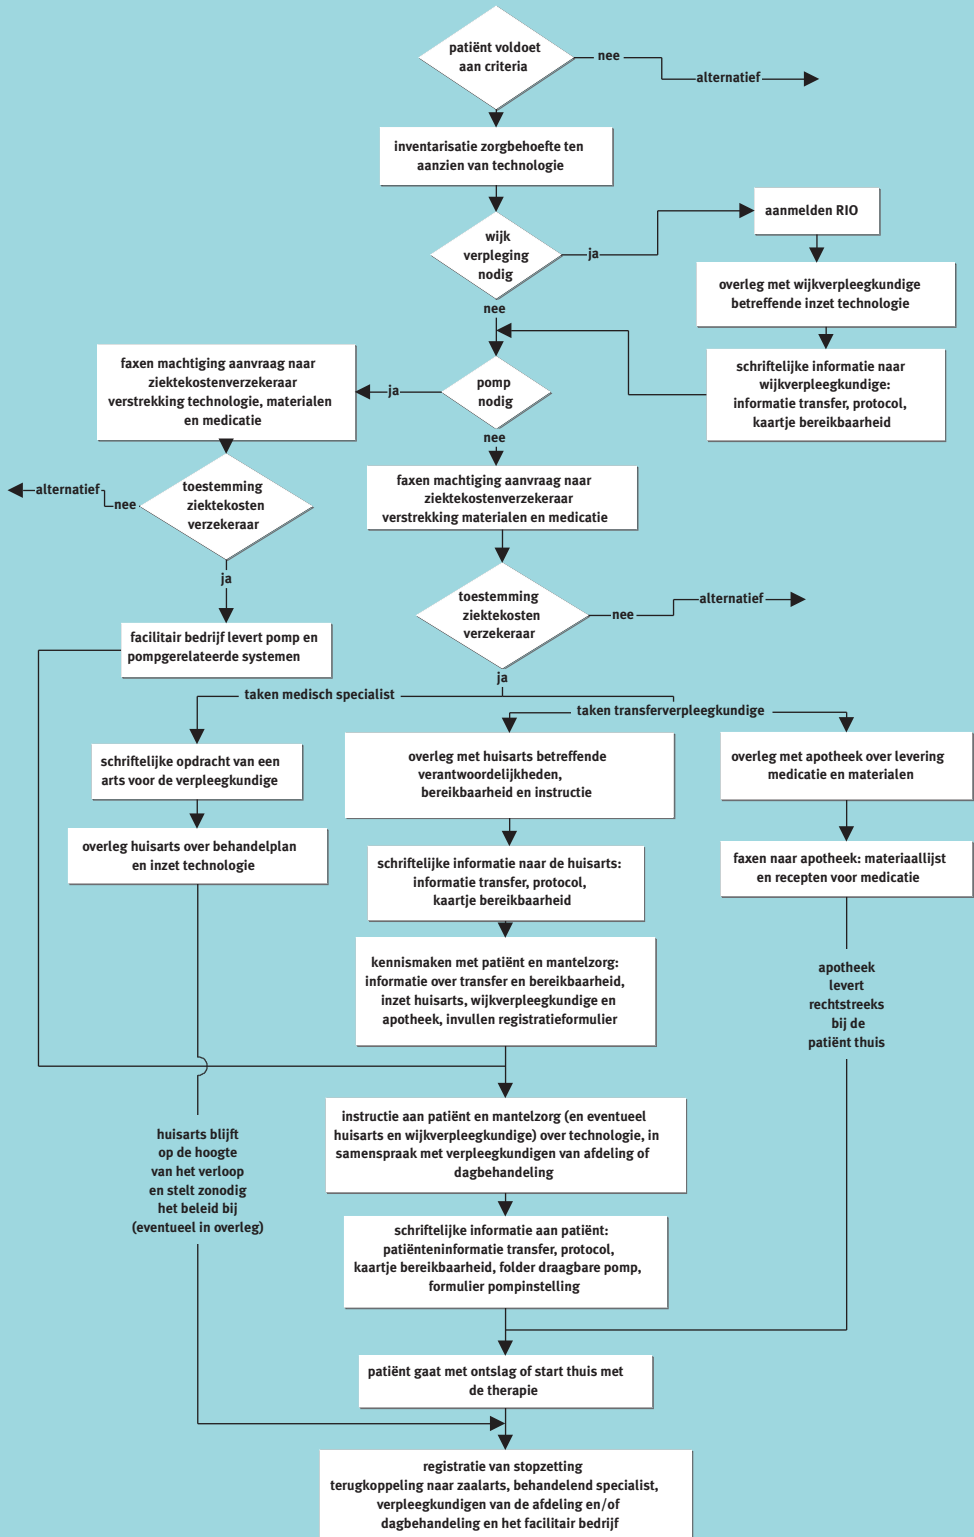 patiënt voldoet
aan criteria
nee
alternatief
inventarisatie zorgbehoefte ten
aanzien van technologie
wijk
verpleging
nodig
ja
aanmelden RIO
overleg met wijkverpleegkundige
betreffende inzet technologie
schriftelijke informatie naar
wijkverpleegkundige:
informatie transfer, protocol,
kaartje bereikbaarheid
nee
pomp
nodig
ja
faxen machtiging aanvraag naar
ziektekostenverzekeraar
verstrekking technologie, materialen
en medicatie
toestemming
ziektekosten
verzekeraar
nee
alternatief
ja
facilitair bedrijf levert pomp en
pompgerelateerde systemen
nee
faxen machtiging aanvraag naar
ziektekostenverzekeraar
verstrekking materialen en medicatie
toestemming
ziektekosten
verzekeraar
nee
alternatief
ja
taken medisch specialist
taken transferverpleegkundige
schriftelijke opdracht van een
arts voor de verpleegkundige
overleg huisarts over behandelplan
en inzet technologie
overleg met huisarts betreffende
verantwoordelijkheden,
bereikbaarheid en instructie
schriftelijke informatie naar de huisarts:
informatie transfer, protocol,
kaartje bereikbaarheid
kennismaken met patiënt en mantelzorg:
informatie over transfer en bereikbaarheid,
inzet huisarts, wijkverpleegkundige en
apotheek, invullen registratieformulier
overleg met apotheek over levering
medicatie en materialen
faxen naar apotheek: materiaallijst
en recepten voor medicatie
apotheek
levert
rechtstreeks
bij de
patiënt thuis
huisarts blijft
op de hoogte
van het verloop
en stelt zonodig
het beleid bij
(eventueel in overleg)
instructie aan patiënt en mantelzorg (en eventueel
huisarts en wijkverpleegkundige) over technologie, in
samenspraak met verpleegkundigen van afdeling of
dagbehandeling
schriftelijke informatie aan patiënt:
patiënteninformatie transfer, protocol,
kaartje bereikbaarheid, folder draagbare pomp,
formulier pompinstelling
patiënt gaat met ontslag of start thuis met
de therapie
registratie van stopzetting
terugkoppeling naar zaalarts, behandelend specialist,
verpleegkundigen van de afdeling en/of
dagbehandeling en het facilitair bedrijf